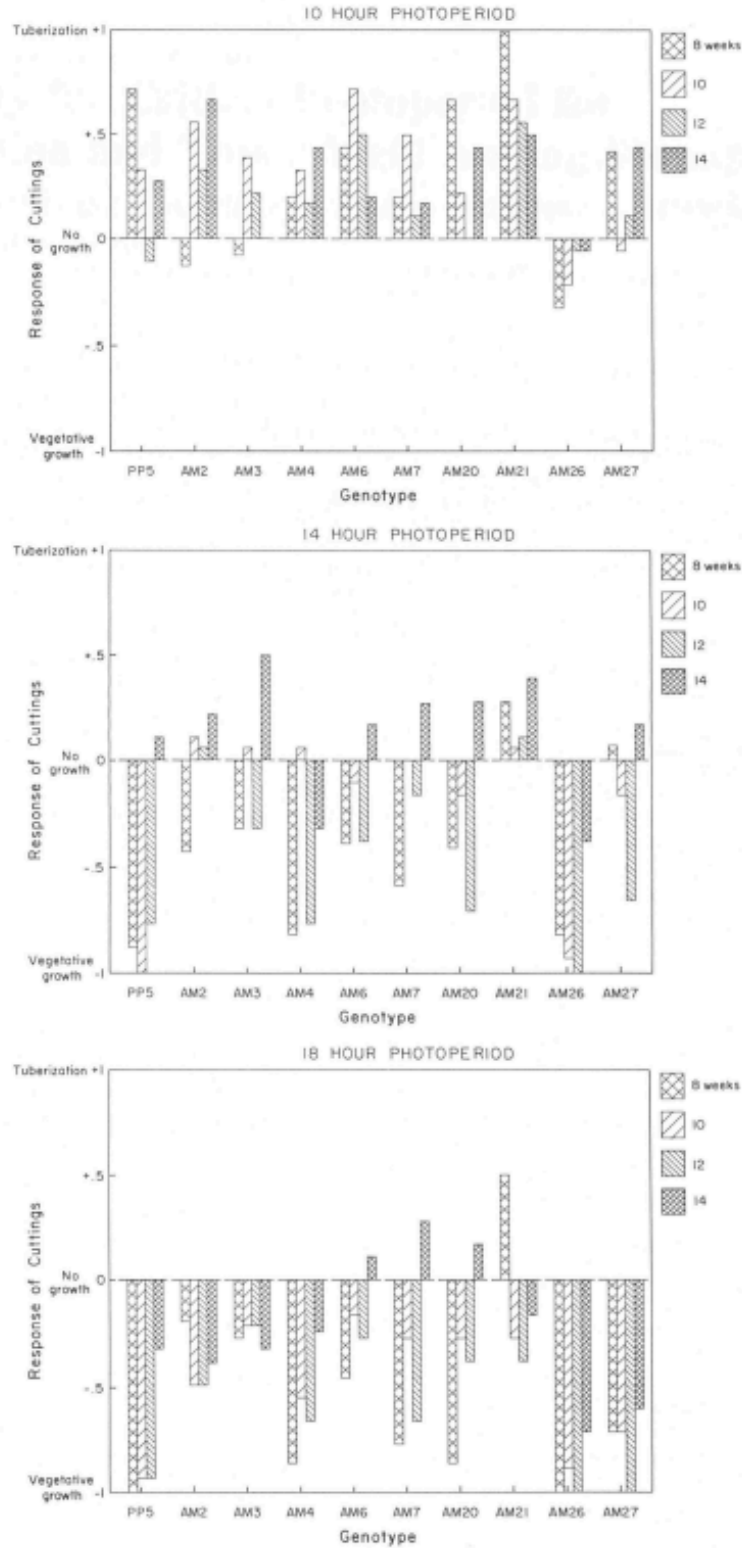 10 HOUR PHOTOPERIOD
Tuberization +1
+.5
No growth 0
-.5
Vegetative growth -1
Response of Cuttings
8 weeks
10
12
14
PP5 AM2 AM3 AM4 AM6 AM7 AM20 AM21 AM26 AM27
Genotype
14 HOUR PHOTOPERIOD
Tuberization +1
+.5
No growth 0
-.5
Vegetative growth -1
Response of Cuttings
8 weeks
10
12
14
PP5 AM2 AM3 AM4 AM6 AM7 AM20 AM21 AM26 AM27
Genotype
18 HOUR PHOTOPERIOD
Tuberization +1
+.5
No growth 0
-.5
Vegetative growth -1
Response of Cuttings
8 weeks
10
12
14
PP5 AM2 AM3 AM4 AM6 AM7 AM20 AM21 AM26 AM27
Genotype